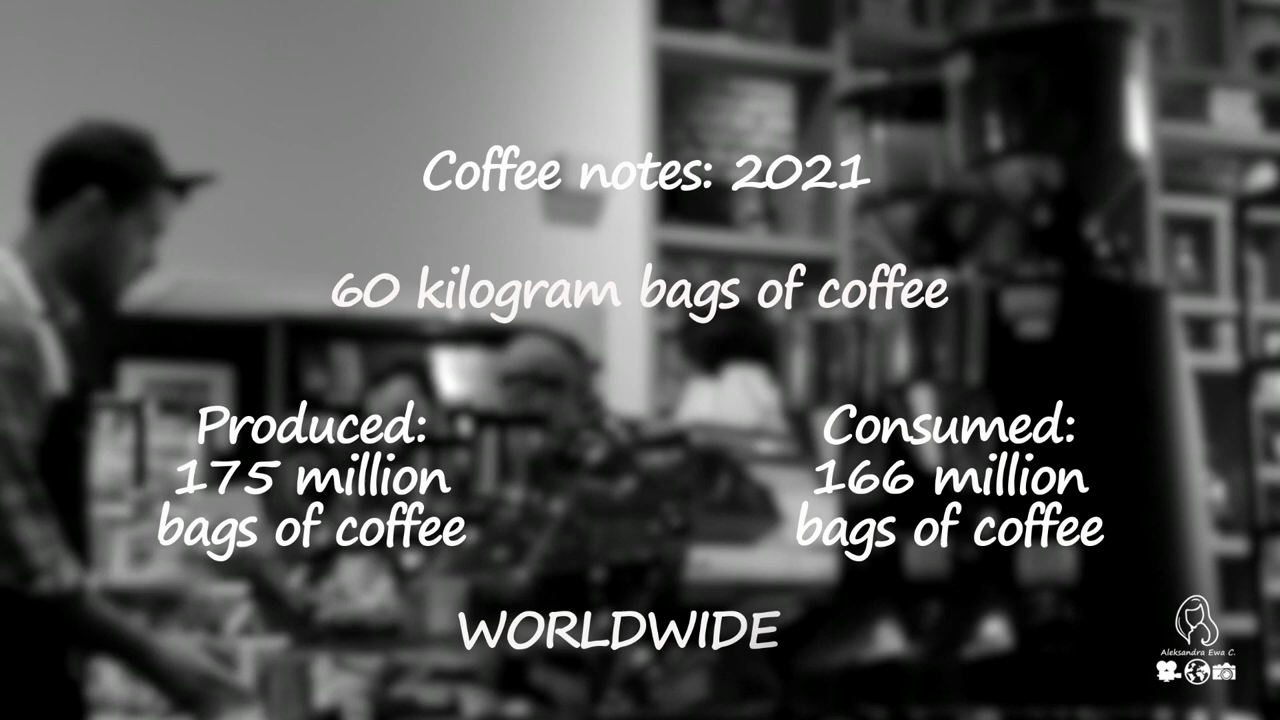 Coffee notes: 2021
60 kilogram bags of coffee
Produced:
175 million
bags of coffee
Consumed:
166 million
bags of coffee
WORLDWIDE
Aleksandra Ewa C.